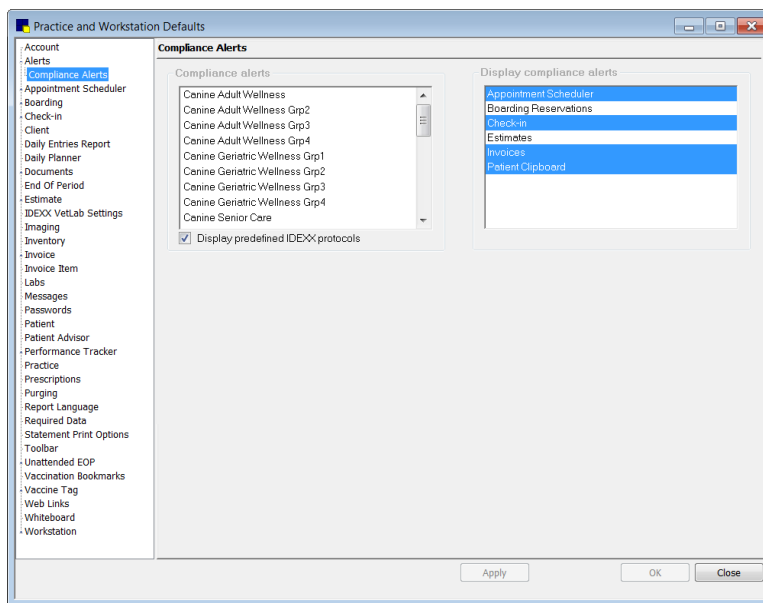 Practice and Workstation Defaults
Account
Alerts
Compliance Alerts
Appointment Scheduler
Boarding
Check-in
Client
Daily Entries Report
Daily Planner
Documents
End Of Period
Estimate
IDEXX VetLab Settings
Imaging
Inventory
Invoice
Invoice Item
Labs
Messages
Passwords
Patient
Patient Advisor
Performance Tracker
Practice
Prescriptions
Purging
Report Language
Required Data
Statement Print Options
Toolbar
Unattended EOP
Vaccination Bookmarks
Vaccine Tag
Web Links
Whiteboard
Workstation
Compliance Alerts
Compliance alerts
Canine Adult Wellness
Canine Adult Wellness Grp2
Canine Adult Wellness Grp3
Canine Adult Wellness Grp4
Canine Geriatric Wellness Grp1
Canine Geriatric Wellness Grp2
Canine Geriatric Wellness Grp3
Canine Geriatric Wellness Grp4
Canine Senior Care
Display predefined IDEXX protocols
Display compliance alerts
Appointment Scheduler
Boarding Reservations
Check-in
Estimates
Invoices
Patient Clipboard
Apply
OK
Close